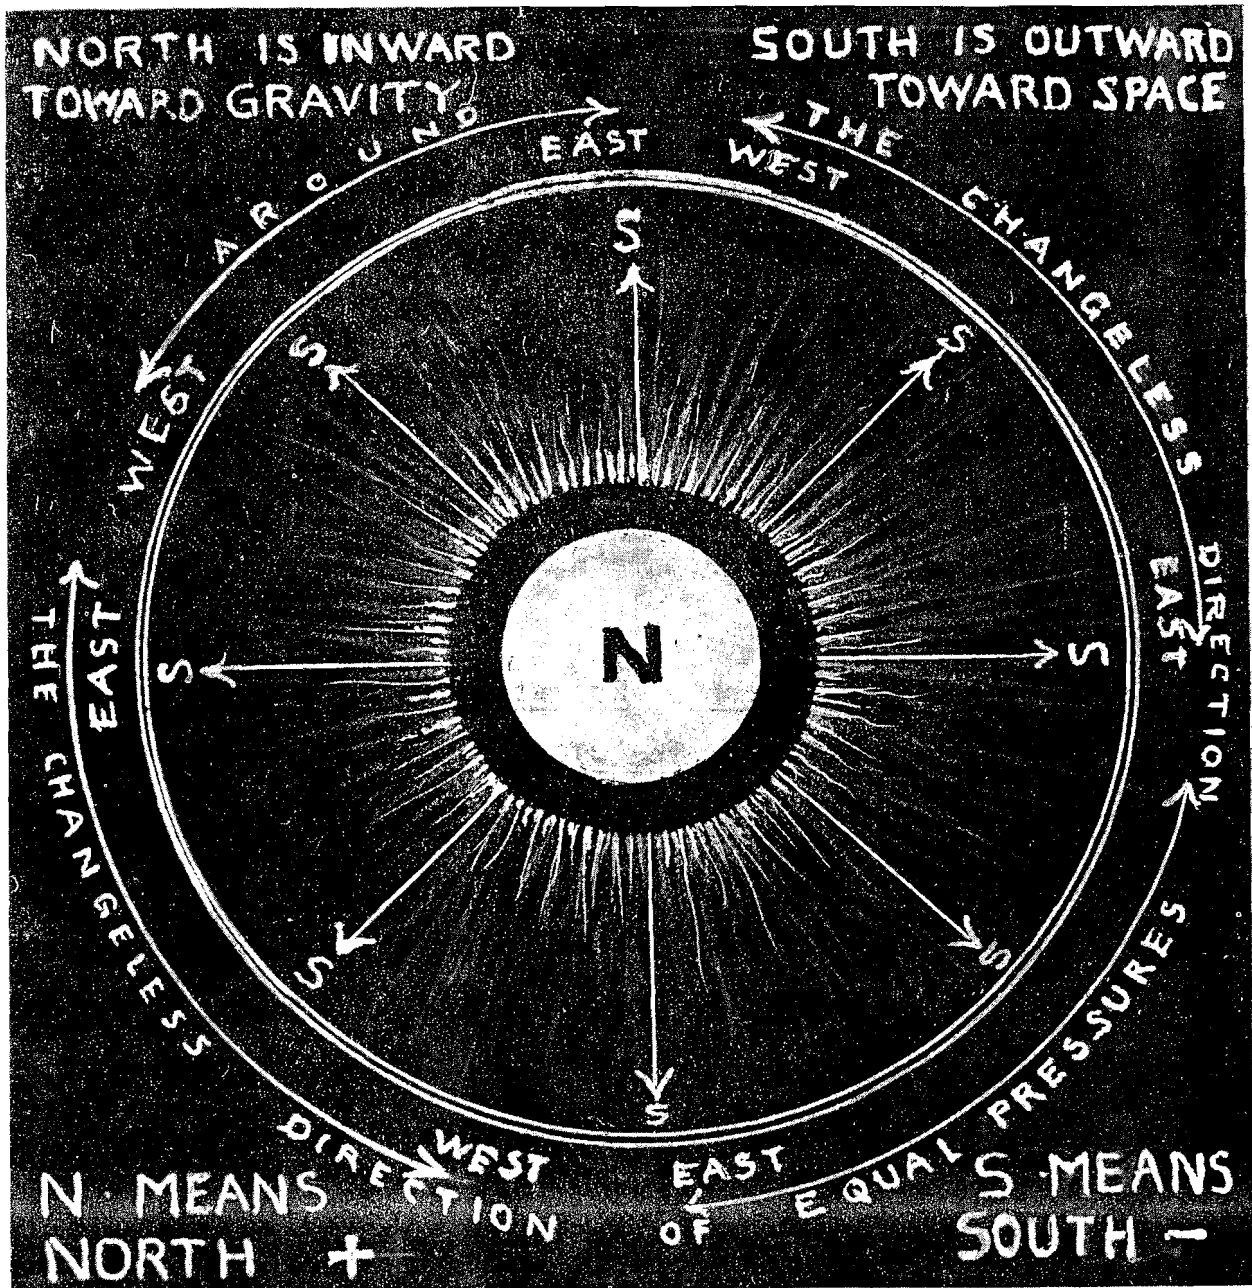 NORTH IS INWARD
TOWARD GRAVITY
SOUTH IS OUTWARD
TOWARD SPACE
AROUND
THE CHANGELESS DIRECTION
EAST
WEST
WEST
EAST
EAST
WEST
EAST
S
S
S
S
S
S
S
S
N
THE CHANGELESS DIRECTION
OF EQUAL PRESSURES
N MEANS
NORTH +
S MEANS
SOUTH -